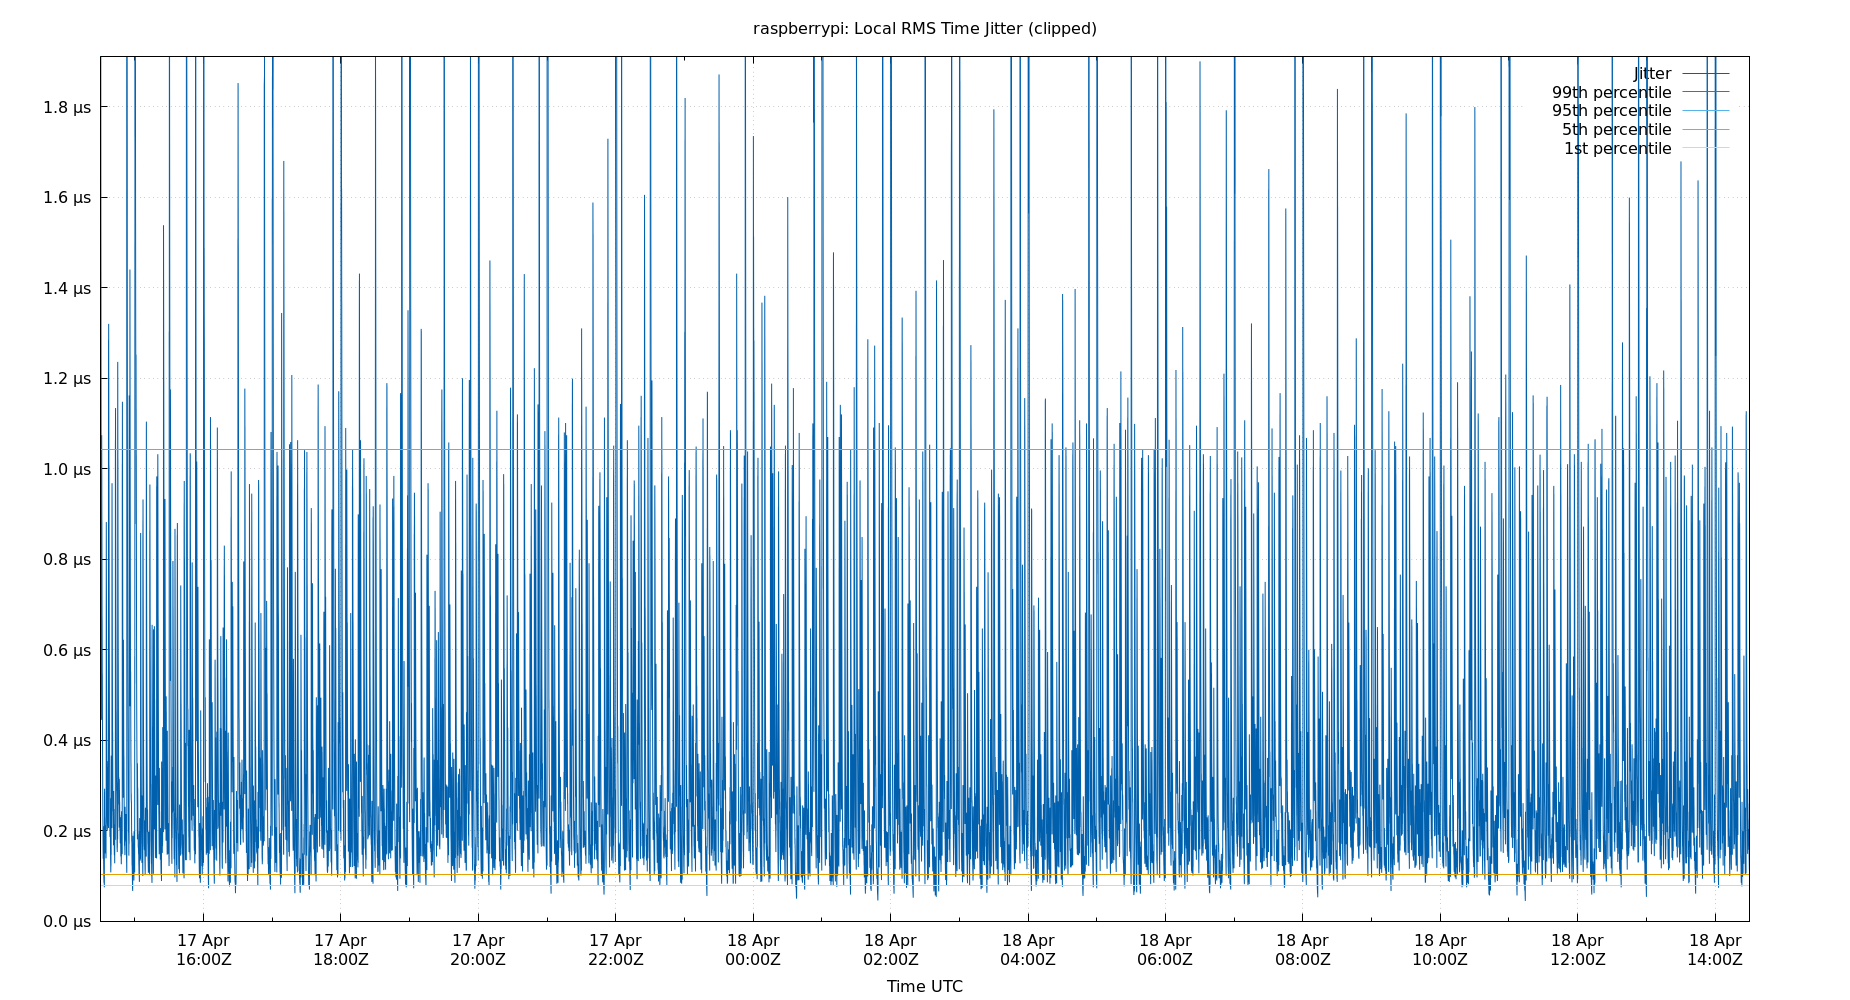 raspberrypi: Local RMS Time Jitter (clipped)
Jitter
99th percentile
95th percentile
5th percentile
1st percentile
1.8 µs
1.6 µs
1.4 µs
1.2 µs
1.0 µs
0.8 µs
0.6 µs
0.4 µs
0.2 µs
0.0 µs
17 Apr 17 Apr 17 Apr 17 Apr 18 Apr 18 Apr 18 Apr 18 Apr 18 Apr 18 Apr 18 Apr 18 Apr
16:00Z 18:00Z 20:00Z 22:00Z 00:00Z 02:00Z 04:00Z 06:00Z 08:00Z 10:00Z 12:00Z 14:00Z
Time UTC